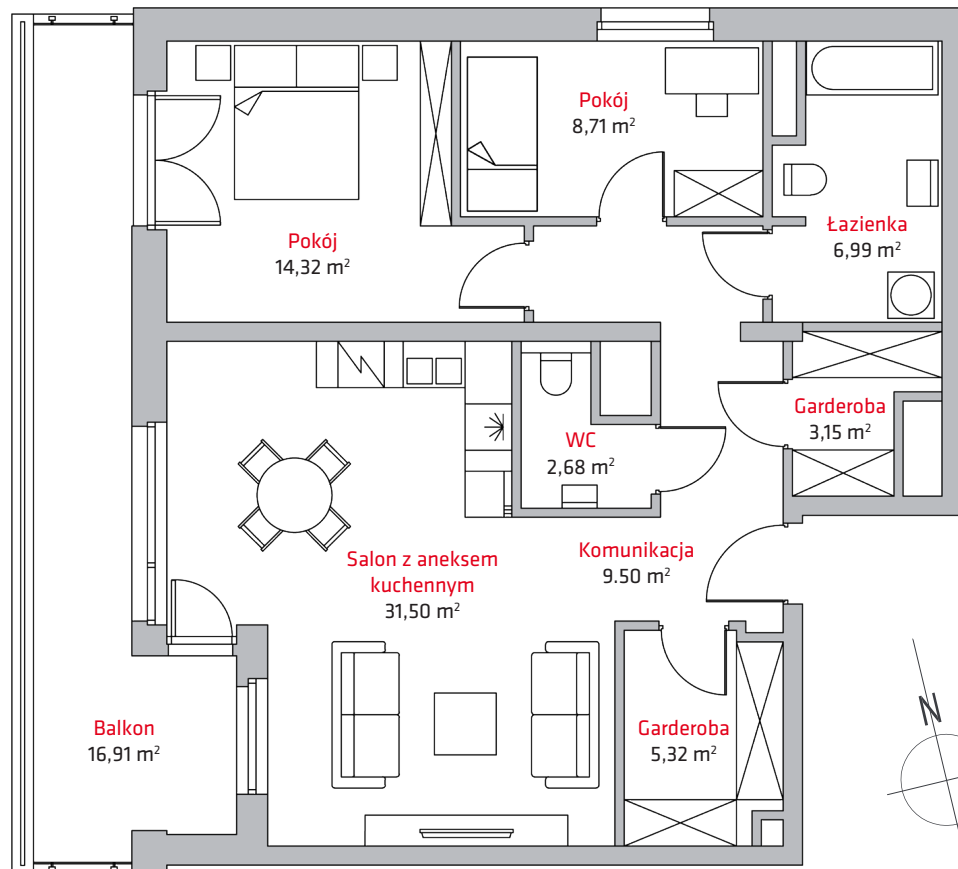 Pokój
8,71 m²
Pokój
14,32 m²
Łazienka
6,99 m²
Garderoba
3,15 m²
WC
2,68 m²
Salon z aneksem
kuchennym
31,50 m²
Komunikacja
9.50 m²
Balkon
16,91 m²
Garderoba
5,32 m²
N